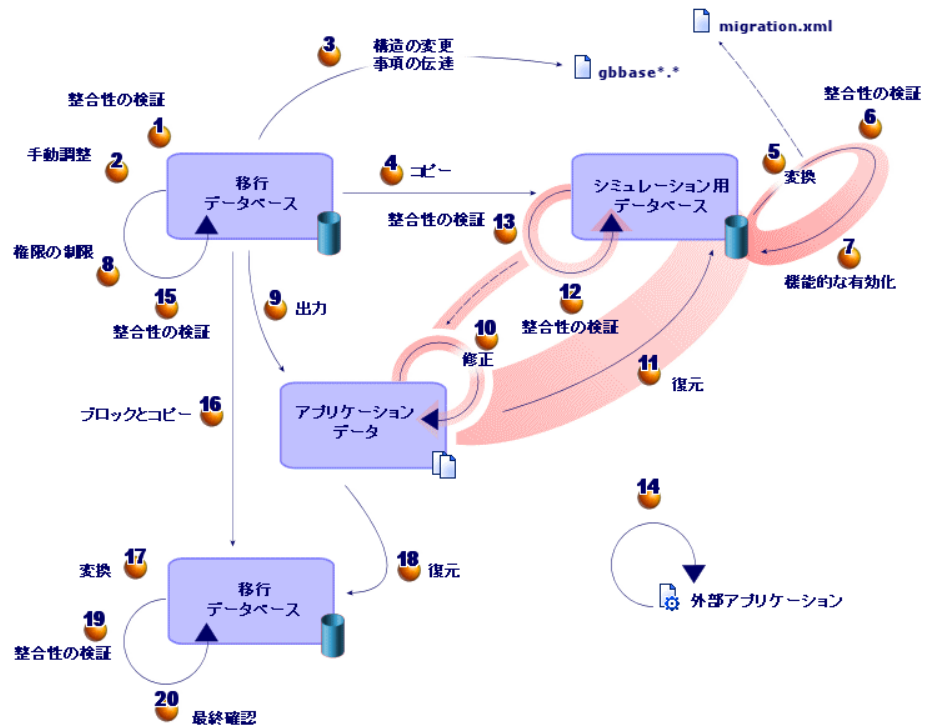 migration.xml
3
構造の変更
事項の伝達
gbbase*.*
整合性の検証
1
整合性の検証
6
手動調整
2
移行
データベース
4
コピー
シミュレーション用
データベース
5
変換
整合性の検証
13
権限の制限
8
7
機能的な有効化
15
整合性の検証
9
出力
12
整合性の検証
10
修正
11
復元
ブロックとコピー
16
アプリケーション
データ
14
外部アプリケーション
変換
17
移行
データベース
18
復元
19
整合性の検証
20
最終確認